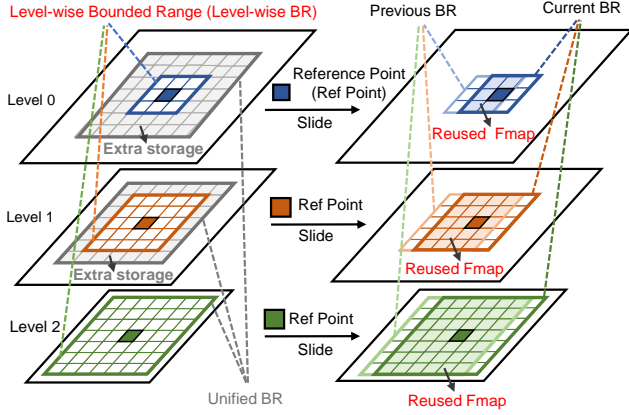 Level-wise Bounded Range (Level-wise BR)
Previous BR
Current BR
Level 0
Reference Point
(Ref Point)
Slide
Extra storage
Reused Fmap
Level 1
Ref Point
Slide
Extra storage
Reused Fmap
Level 2
Ref Point
Slide
Unified BR
Reused Fmap